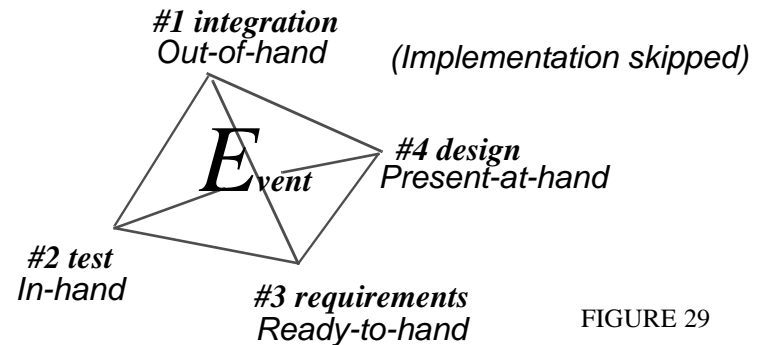 #1 integration
Out-of-hand
(Implementation skipped)
Event
#4 design
Present-at-hand
#2 test
In-hand
#3 requirements
Ready-to-hand
FIGURE 29